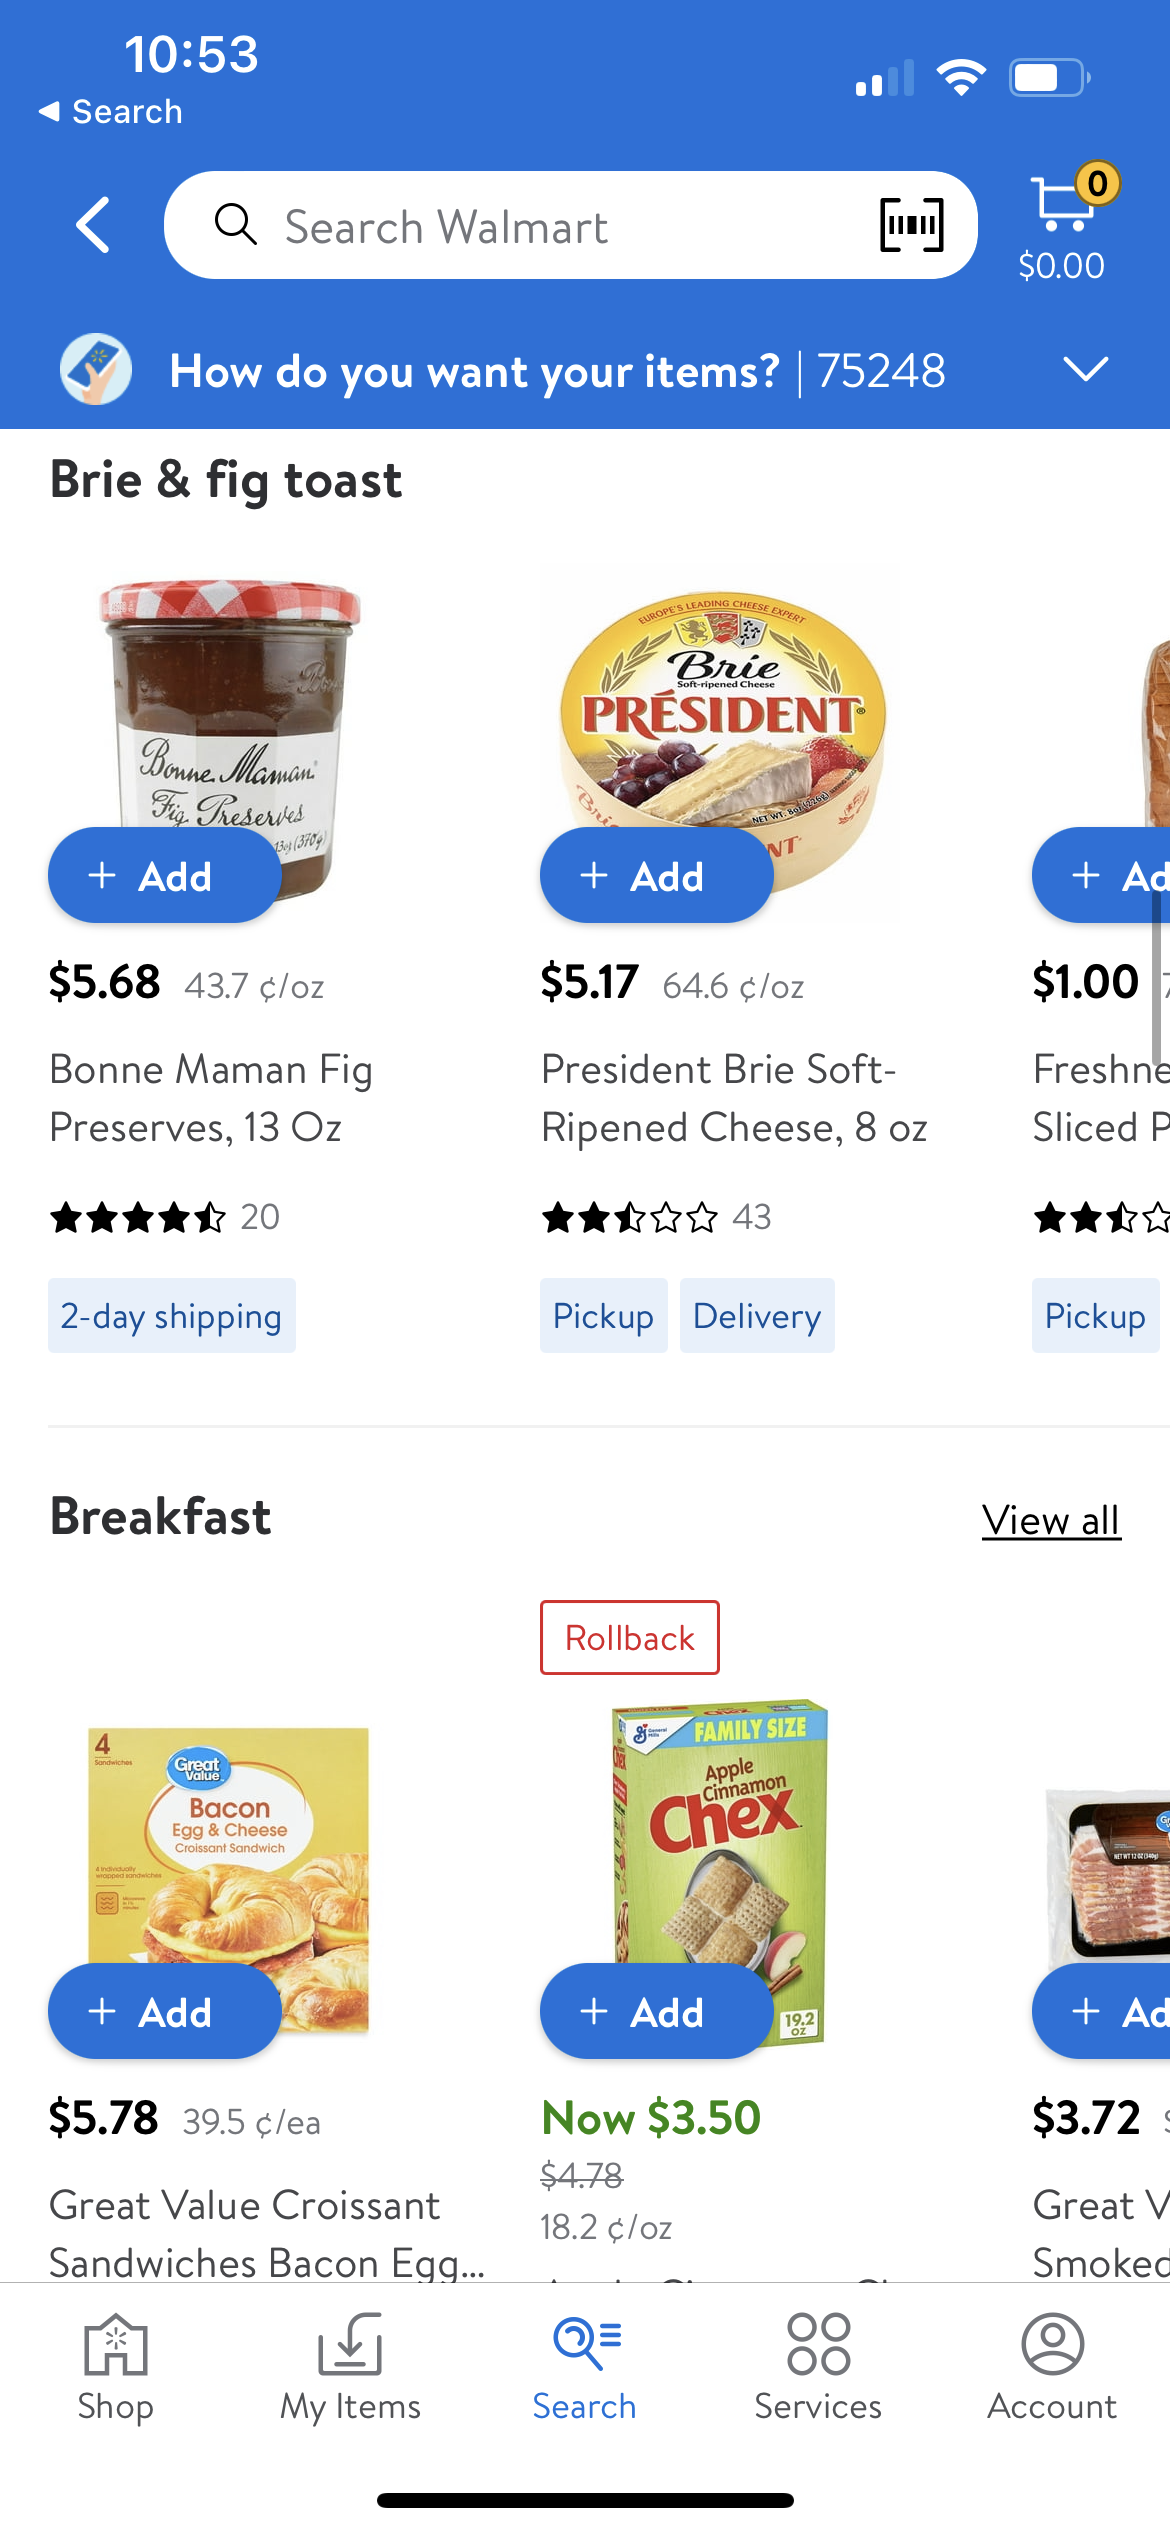 10:53
Search
Search Walmart
0
$0.00
How do you want your items? | 75248
Brie & fig toast
Bonne Maman
Fig Preserves
13oz (370g)
EUROPE'S LEADING CHEESE EXPERT
Brie
Soft-ripened Cheese
PRÉSIDENT®
NET WT. 8oz (226g)
+ Add
+ Add
+ Ad
$5.68 43.7 ¢/oz
$5.17 64.6 ¢/oz
$1.00
Bonne Maman Fig
Preserves, 13 Oz
President Brie Soft-
Ripened Cheese, 8 oz
Freshne
Sliced P
20
43
2-day shipping
Pickup
Delivery
Pickup
Breakfast
View all
Rollback
4
Sandwiches
Great
Value
Bacon
Egg & Cheese
Croissant Sandwich
4 Individually
wrapped sandwiches
General
Mills
FAMILY SIZE
Apple
Cinnamon
Chex
19.2
OZ
NET WT 12 OZ (340g)
+ Add
+ Add
+ Ad
$5.78 39.5 ¢/ea
Now $3.50
$4.78
18.2 ¢/oz
$3.72
Great Value Croissant
Sandwiches Bacon Egg...
Great V
Smoked
Shop
My Items
Search
Services
Account